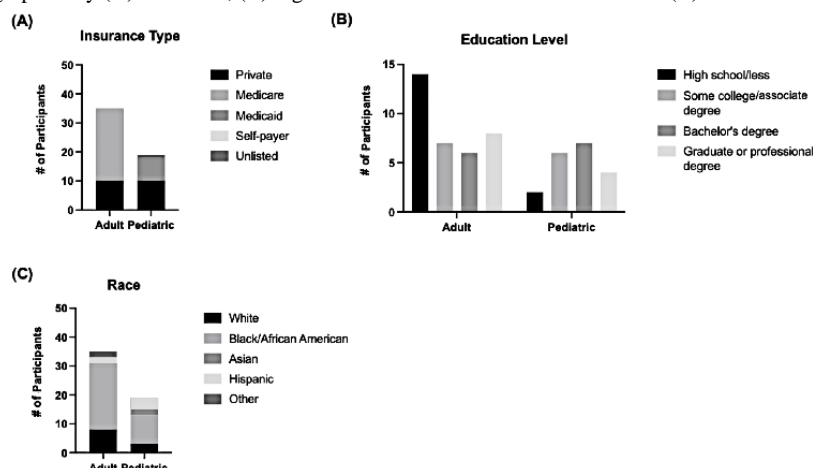 (A)
Insurance Type
# of Participants
50
40
30
20
10
0
Adult Pediatric
Private
Medicare
Medicaid
Self-payer
Unlisted
(B)
Education Level
# of Participants
15
10
5
0
Adult
Pediatric
High school/less
Some college/associate
degree
Bachelor's degree
Graduate or professional
degree
(C)
Race
# of Participants
50
40
30
20
10
0
Adult Pediatric
White
Black/African American
Asian
Hispanic
Other